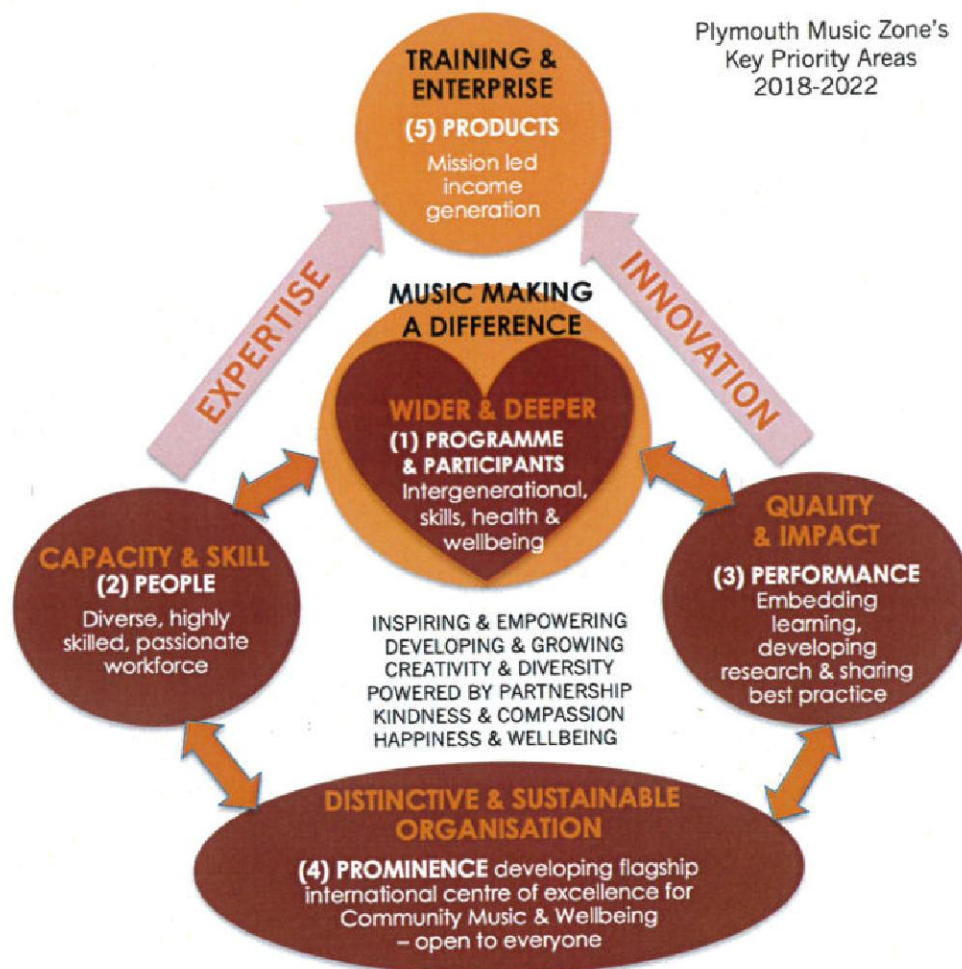 Plymouth Music Zone's
Key Priority Areas
2018-2022
TRAINING &
ENTERPRISE
(5) PRODUCTS
Mission led
income
generation
EXPERTISE
INNOVATION
MUSIC MAKING
A DIFFERENCE
WIDER & DEEPER
(1) PROGRAMME
& PARTICIPANTS
Intergenerational,
skills, health &
wellbeing
CAPACITY & SKILL
(2) PEOPLE
Diverse, highly
skilled, passionate
workforce
QUALITY
& IMPACT
(3) PERFORMANCE
Embedding
learning,
developing
research & sharing
best practice
INSPIRING & EMPOWERING
DEVELOPING & GROWING
CREATIVITY & DIVERSITY
POWERED BY PARTNERSHIP
KINDNESS & COMPASSION
HAPPINESS & WELLBEING
DISTINCTIVE & SUSTAINABLE
ORGANISATION
(4) PROMINENCE developing flagship
international centre of excellence for
Community Music & Wellbeing
– open to everyone